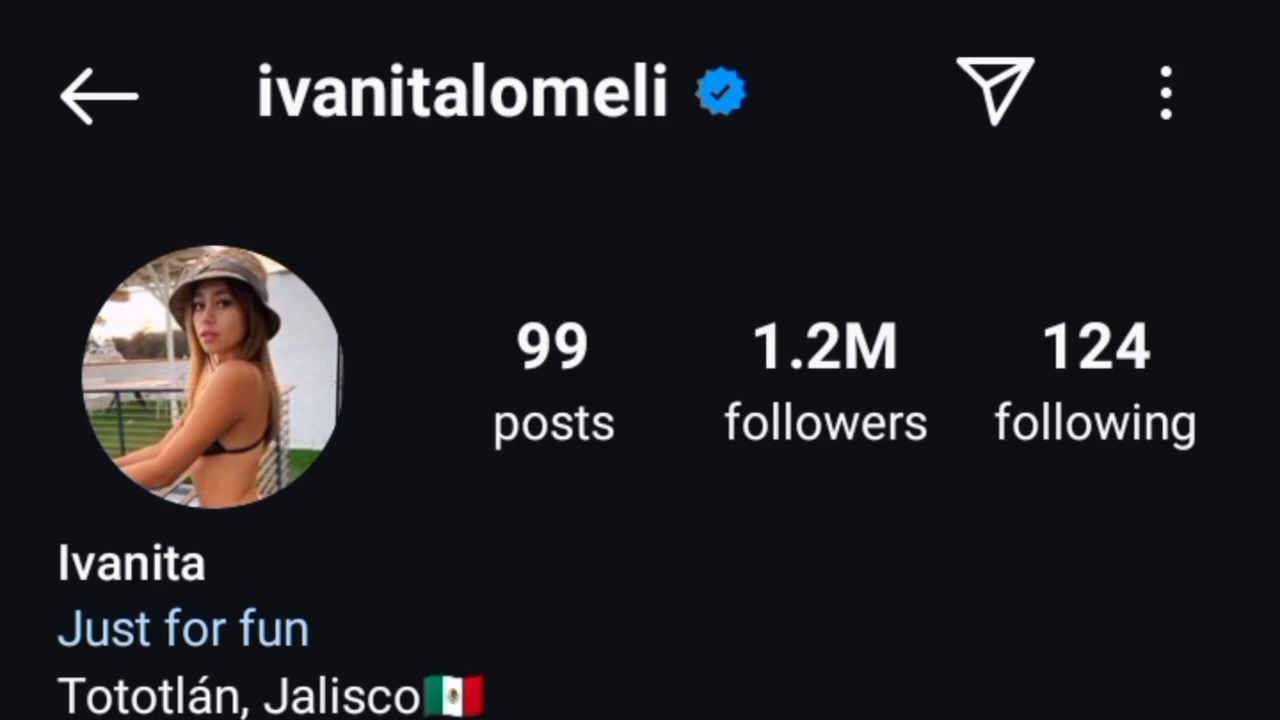 ivanitalomeli
99 1.2M 124
posts followers following
Ivanita
Just for fun
Tototlán, Jalisco🇲🇽